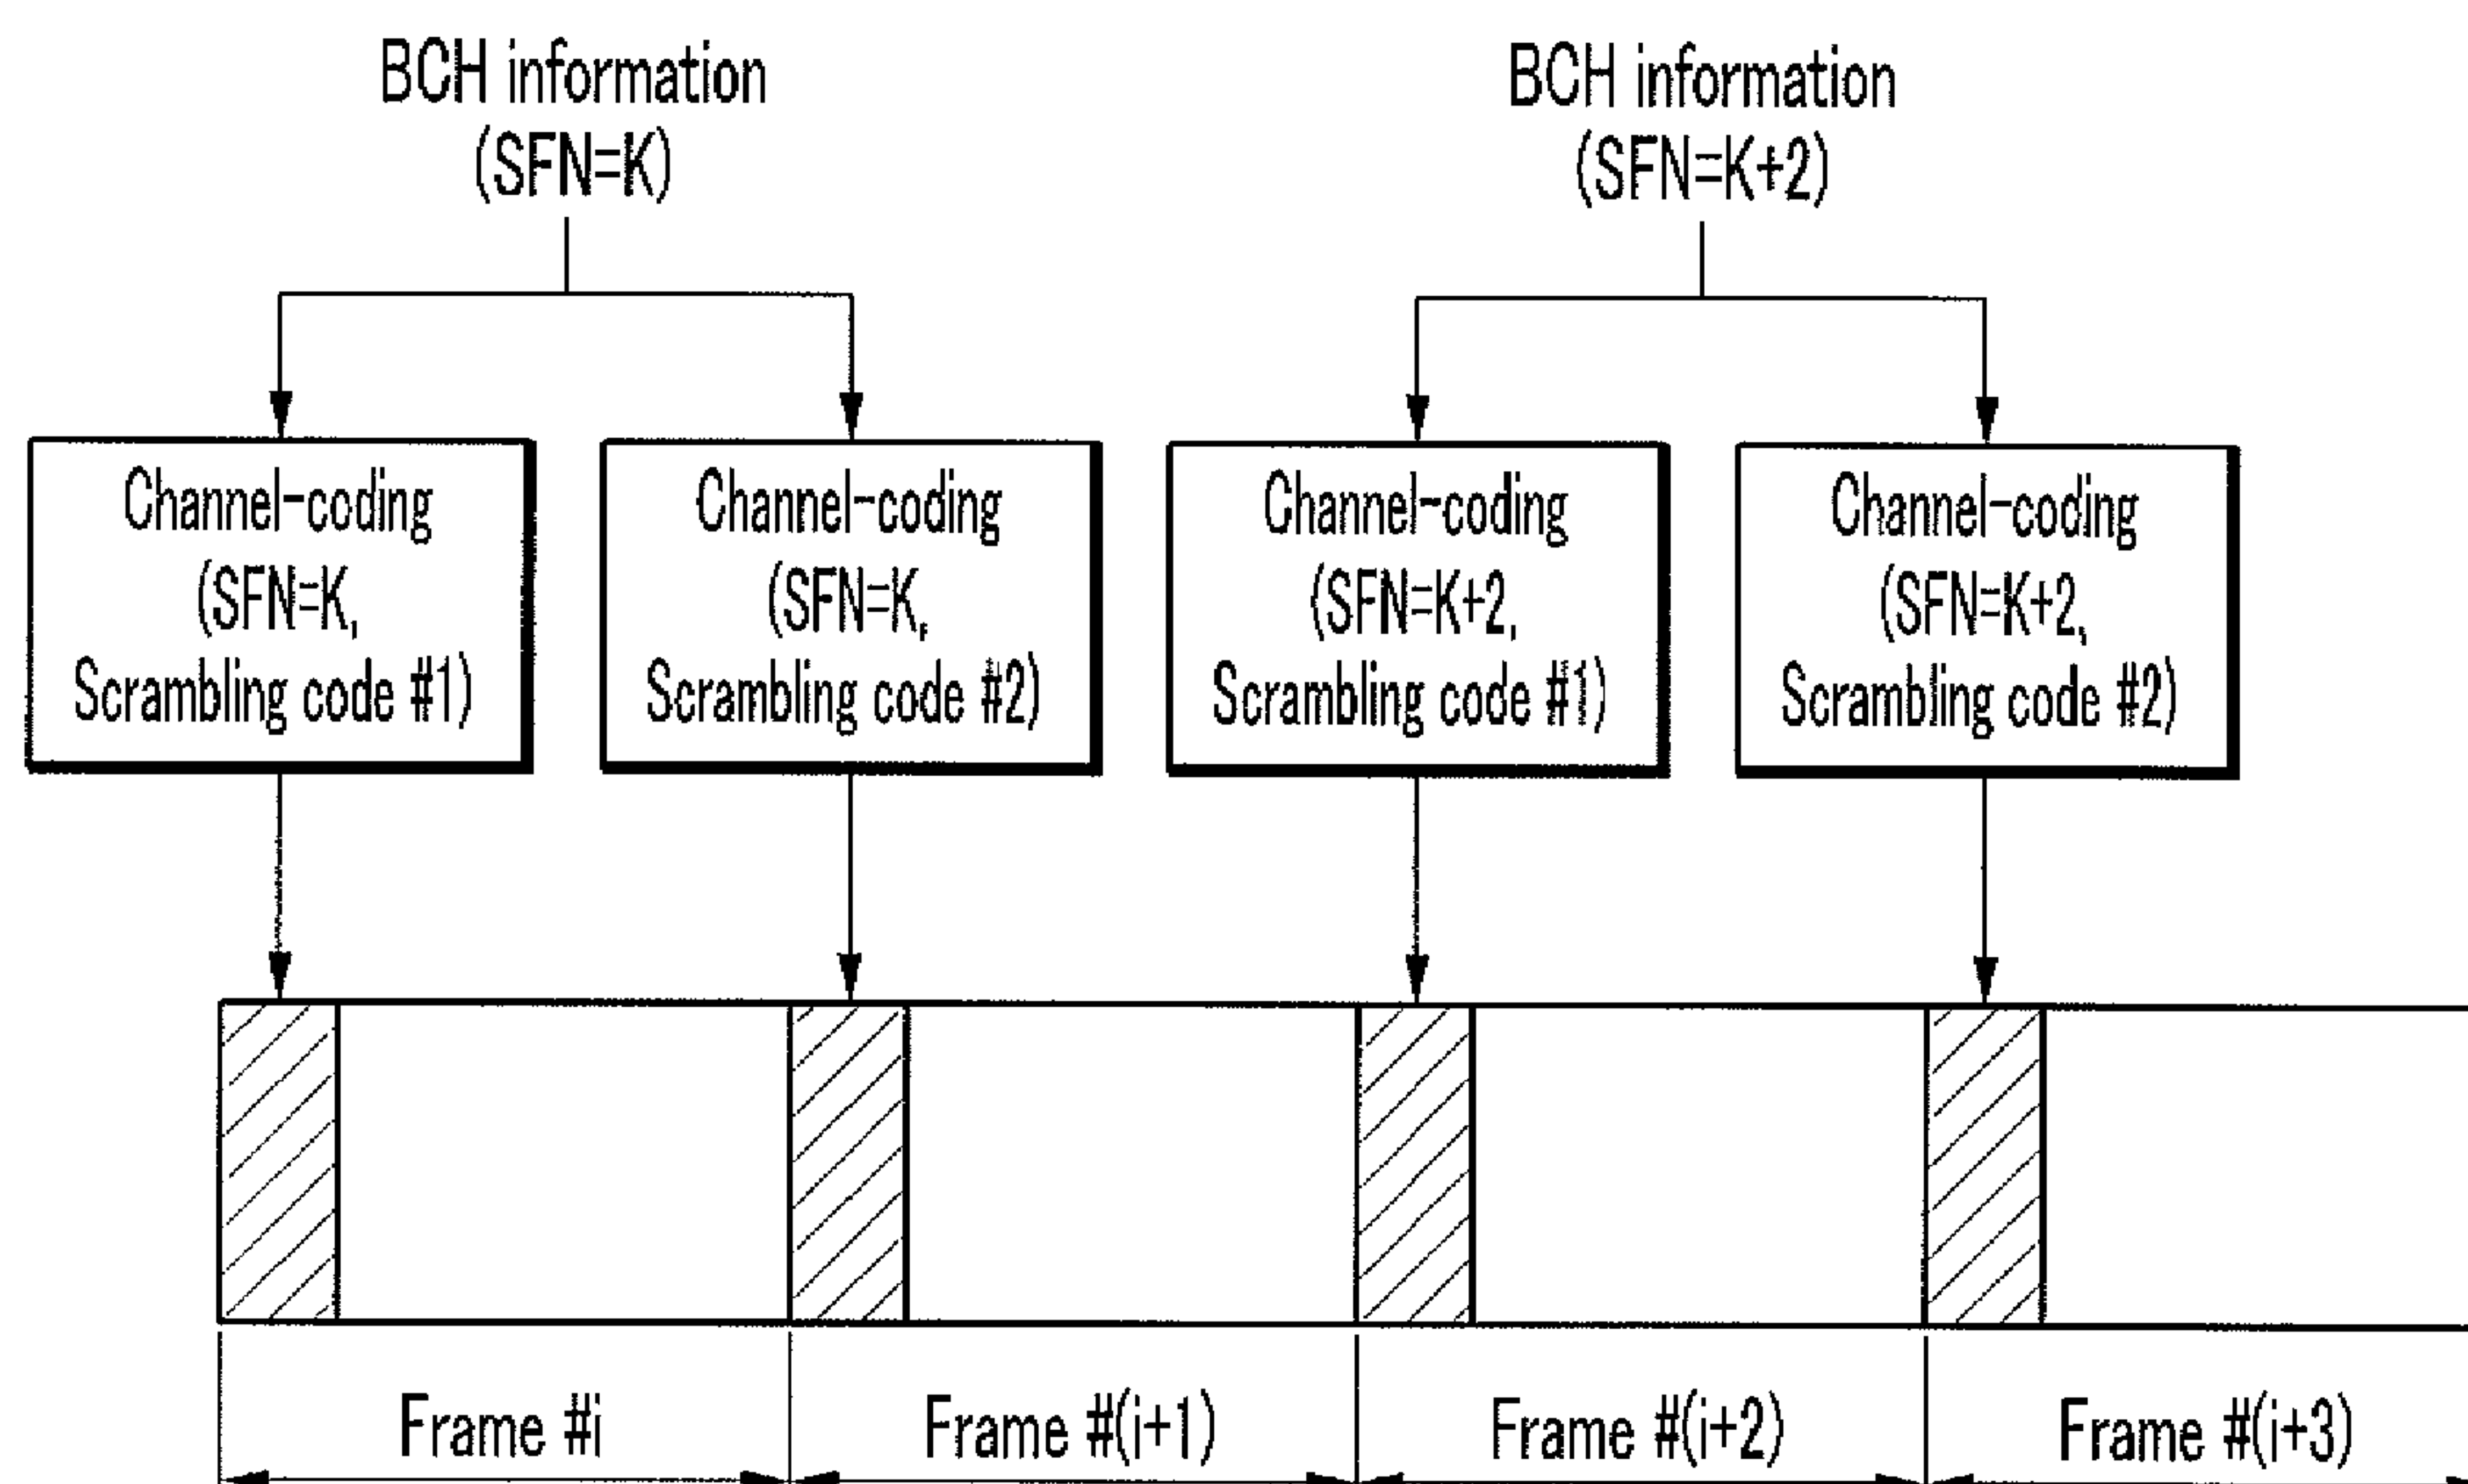 BCH information
(SFN=K)
BCH information
(SFN=K+2)
Channel-coding
(SFN=K,
Scrambling code #1)
Channel-coding
(SFN=K,
Scrambling code #2)
Channel-coding
(SFN=K+2,
Scrambling code #1)
Channel-coding
(SFN=K+2,
Scrambling code #2)
Frame #i
Frame #(i+1)
Frame #(i+2)
Frame #(i+3)